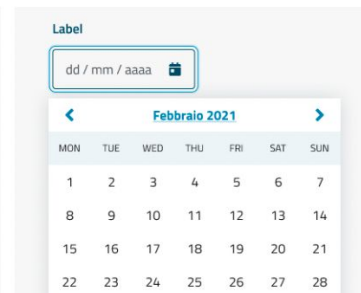 Label
dd / mm / aaaa
Febbraio 2021
MON TUE WED THU FRI SAT SUN
1 2 3 4 5 6 7
8 9 10 11 12 13 14
15 16 17 18 19 20 21
22 23 24 25 26 27 28